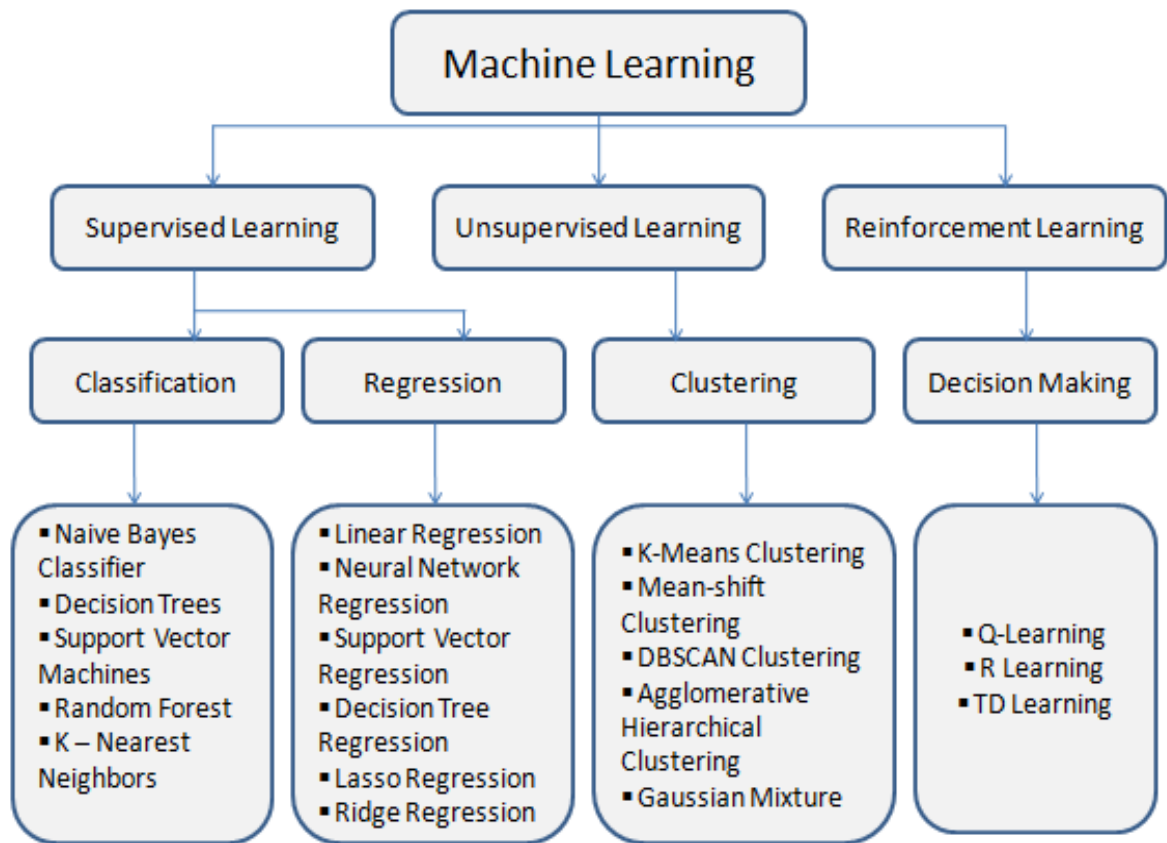 Machine Learning
Supervised Learning
Unsupervised Learning
Reinforcement Learning
Classification
Regression
Clustering
Decision Making
▪ Naive Bayes
Classifier
▪ Decision Trees
▪ Support Vector
Machines
▪ Random Forest
▪ K – Nearest
Neighbors
▪ Linear Regression
▪ Neural Network
Regression
▪ Support Vector
Regression
▪ Decision Tree
Regression
▪ Lasso Regression
▪ Ridge Regression
▪ K-Means Clustering
▪ Mean-shift
Clustering
▪ DBSCAN Clustering
▪ Agglomerative
Hierarchical
Clustering
▪ Gaussian Mixture
▪ Q-Learning
▪ R Learning
▪ TD Learning